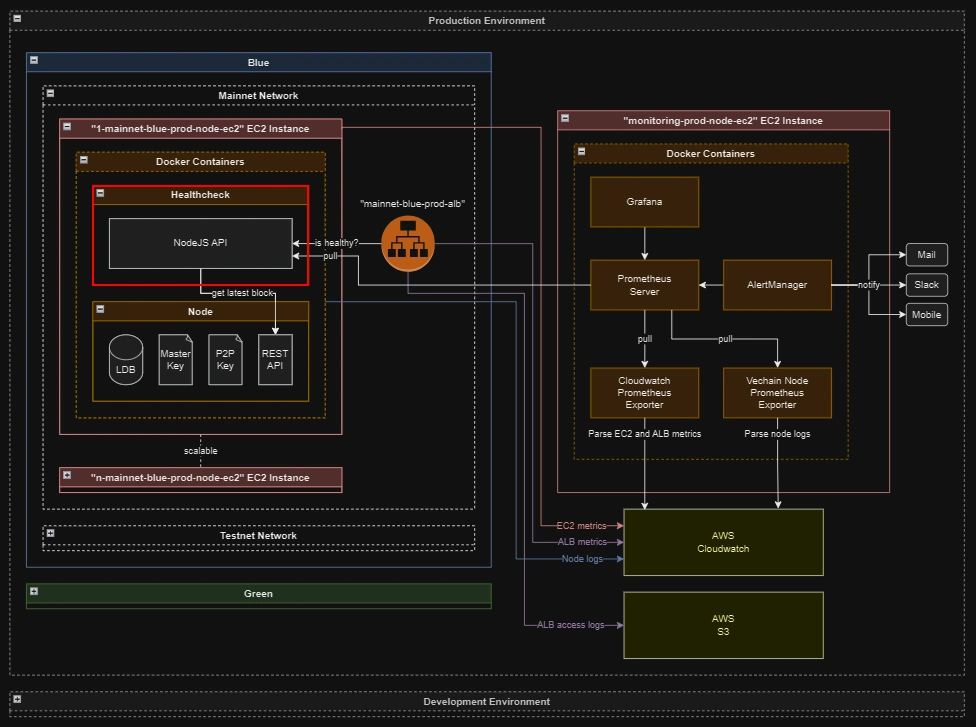 Production Environment
Blue
Mainnet Network
"1-mainnet-blue-prod-node-ec2" EC2 Instance
Docker Containers
Healthcheck
NodeJS API
"mainnet-blue-prod-alb"
is healthy?
pull
get latest block
Node
LDB
Master
Key
P2P
Key
REST
API
scalable
"n-mainnet-blue-prod-node-ec2" EC2 Instance
Testnet Network
Green
"monitoring-prod-node-ec2" EC2 Instance
Docker Containers
Grafana
Prometheus
Server
AlertManager
notify
Mail
Slack
Mobile
pull
pull
Cloudwatch
Prometheus
Exporter
Vechain Node
Prometheus
Exporter
Parse EC2 and ALB metrics
Parse node logs
EC2 metrics
ALB metrics
Node logs
AWS
Cloudwatch
ALB access logs
AWS
S3
Development Environment